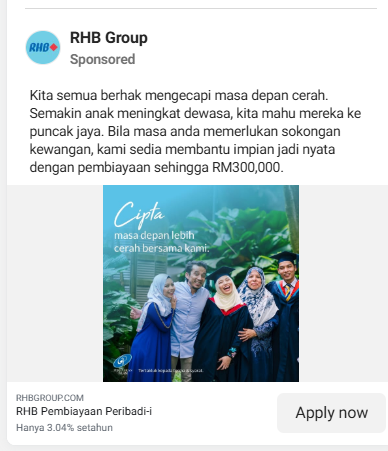 RHB
RHB Group
Sponsored
Kita semua berhak mengecapi masa depan cerah.
Semakin anak meningkat dewasa, kita mahu mereka ke
puncak jaya. Bila masa anda memerlukan sokongan
kewangan, kami sedia membantu impian jadi nyata
dengan pembiayaan sehingga RM300,000.
Cipta
masa depan lebih
cerah bersama kami.
RHBGROUP.COM
RHB Pembiayaan Peribadi-i
Hanya 3.04% setahun
Apply now